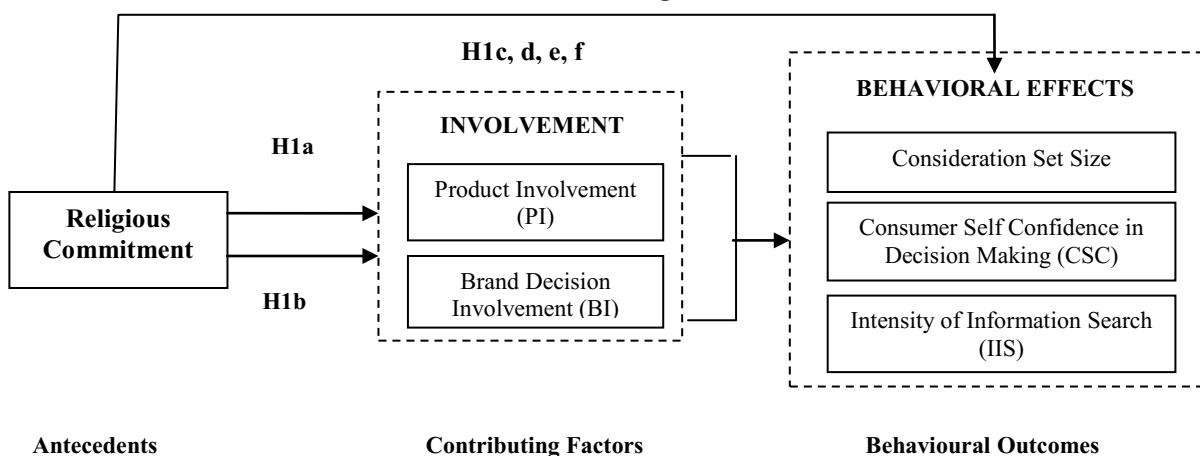 H1c, d, e, f
BEHAVIORAL EFFECTS
INVOLVEMENT
H1a
Consideration Set Size
Product Involvement
(PI)
Religious
Commitment
Consumer Self Confidence in
Decision Making (CSC)
Brand Decision
Involvement (BI)
H1b
Intensity of Information Search
(IIS)
Antecedents
Contributing Factors
Behavioural Outcomes